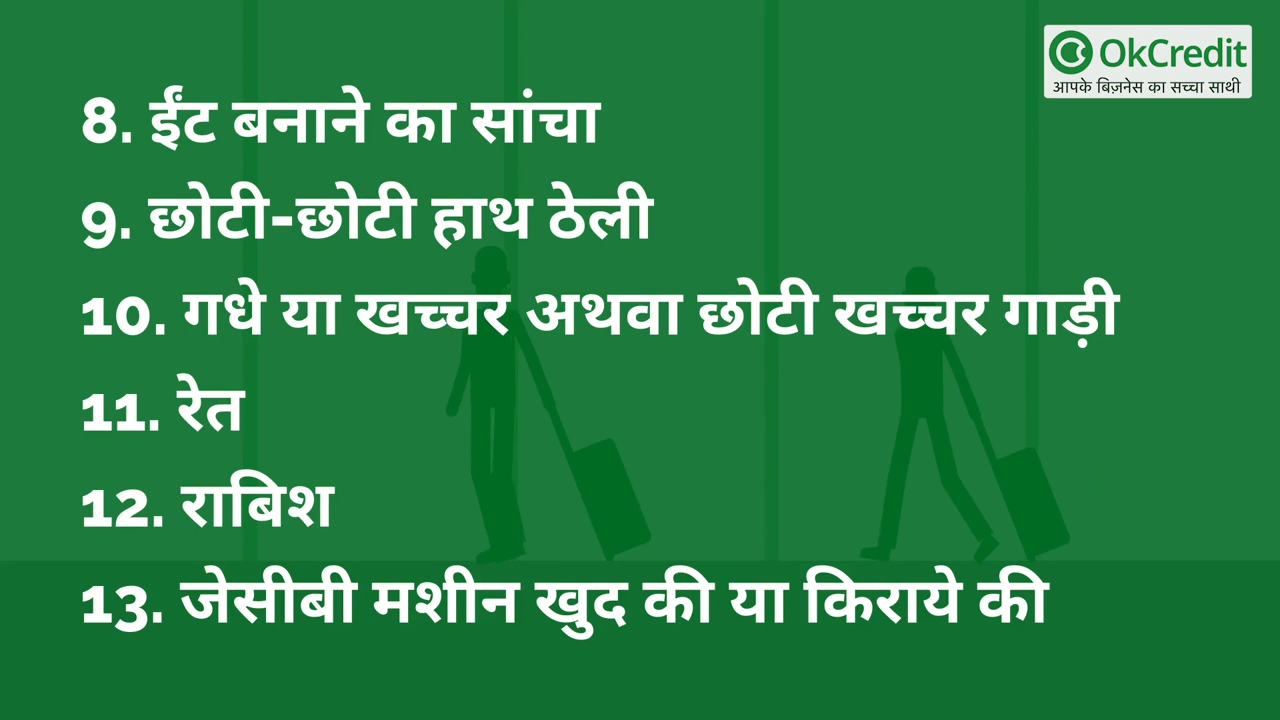 OkCredit
आपके बिज़नेस का सच्चा साथी
8. ईंट बनाने का सांचा
9. छोटी-छोटी हाथ ठेली
10. गधे या खच्चर अथवा छोटी खच्चर गाड़ी
11. रेत
12. राबिश
13. जेसीबी मशीन खुद की या किराये की